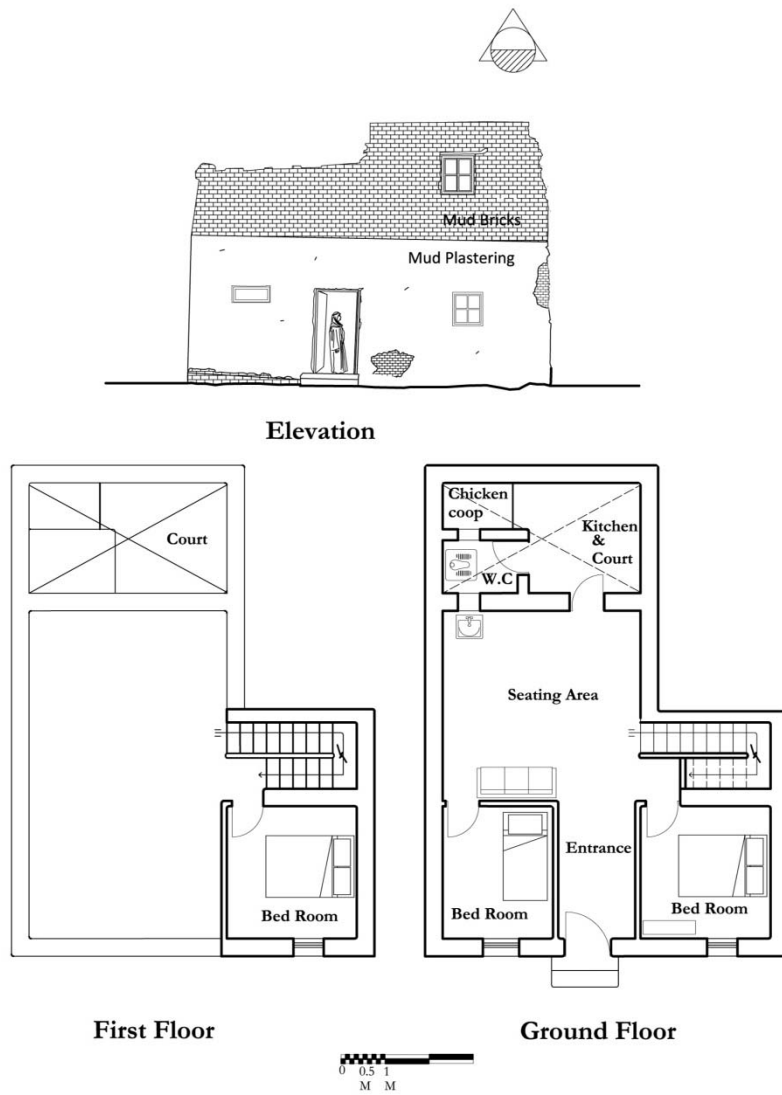 Mud Bricks
Mud Plastering
Elevation
Court
Bed Room
First Floor
Chicken
coop
Kitchen
&
Court
W.C
Seating Area
Entrance
Bed Room
Bed Room
Ground Floor
0 0.5 1
M M